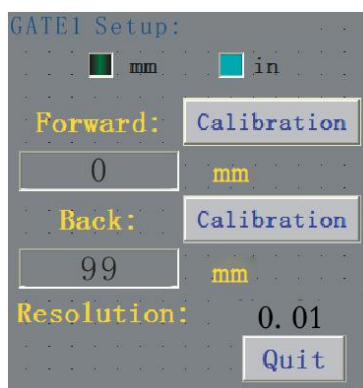 GATE1 Setup:
mm in
Forward: Calibration
0 mm
Back: Calibration
99 mm
Resolution: 0.01
Quit